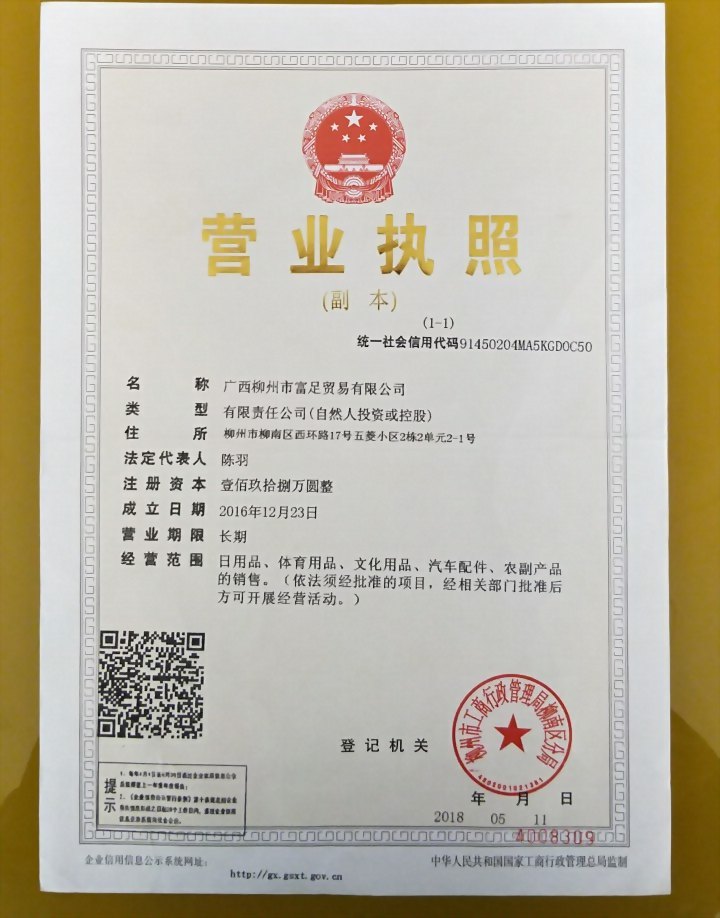 营业执照
(副 本)
(1-1)
统一社会信用代码91450204MA5KGD0C50
名称 广西柳州市富足贸易有限公司
类型 有限责任公司(自然人投资或控股)
住所 柳州市柳南区西环路17号五菱小区2栋2单元2-1号
法定代表人 陈羽
注册资本 壹佰玖拾捌万圆整
成立日期 2016年12月23日
营业期限 长期
经营范围 日用品、体育用品、文化用品、汽车配件、农副产品
的销售。（依法须经批准的项目，经相关部门批准后
方可开展经营活动。）
柳州市工商行政管理局柳南区分局
登记机关
提示
年 月 日
2018 05 11
4008309
企业信用信息公示系统网址：
http://gx.gsxt.gov.cn
中华人民共和国国家工商行政管理总局监制